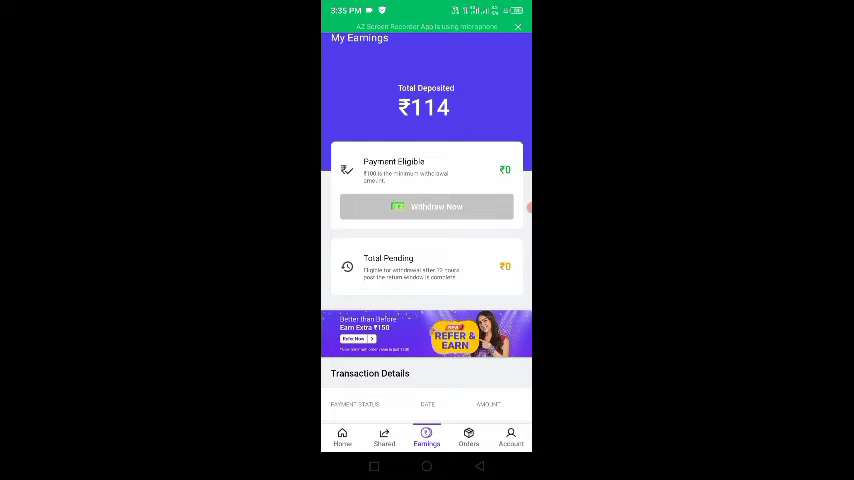 3:35 PM
AZ Screen Recorder App is using microphone
My Earnings
Total Deposited
₹114
Payment Eligible
₹100 is the minimum withdrawal
amount.
₹0
Withdraw Now
Total Pending
Eligible for withdrawal after 72 hours
post the return window is complete
₹0
Better than Before
Earn Extra ₹150
Refer Now
NEW
REFER &
EARN
Transaction Details
PAYMENT STATUS DATE AMOUNT
Home Shared Earnings Orders Account